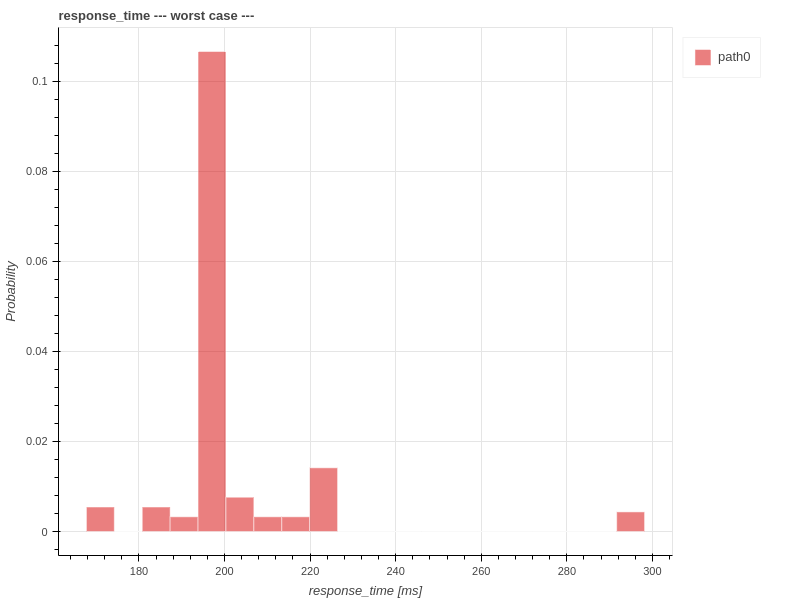 response_time --- worst case ---
path0
0.1
0.08
0.06
0.04
0.02
0
Probability
180 200 220 240 260 280 300
response_time [ms]